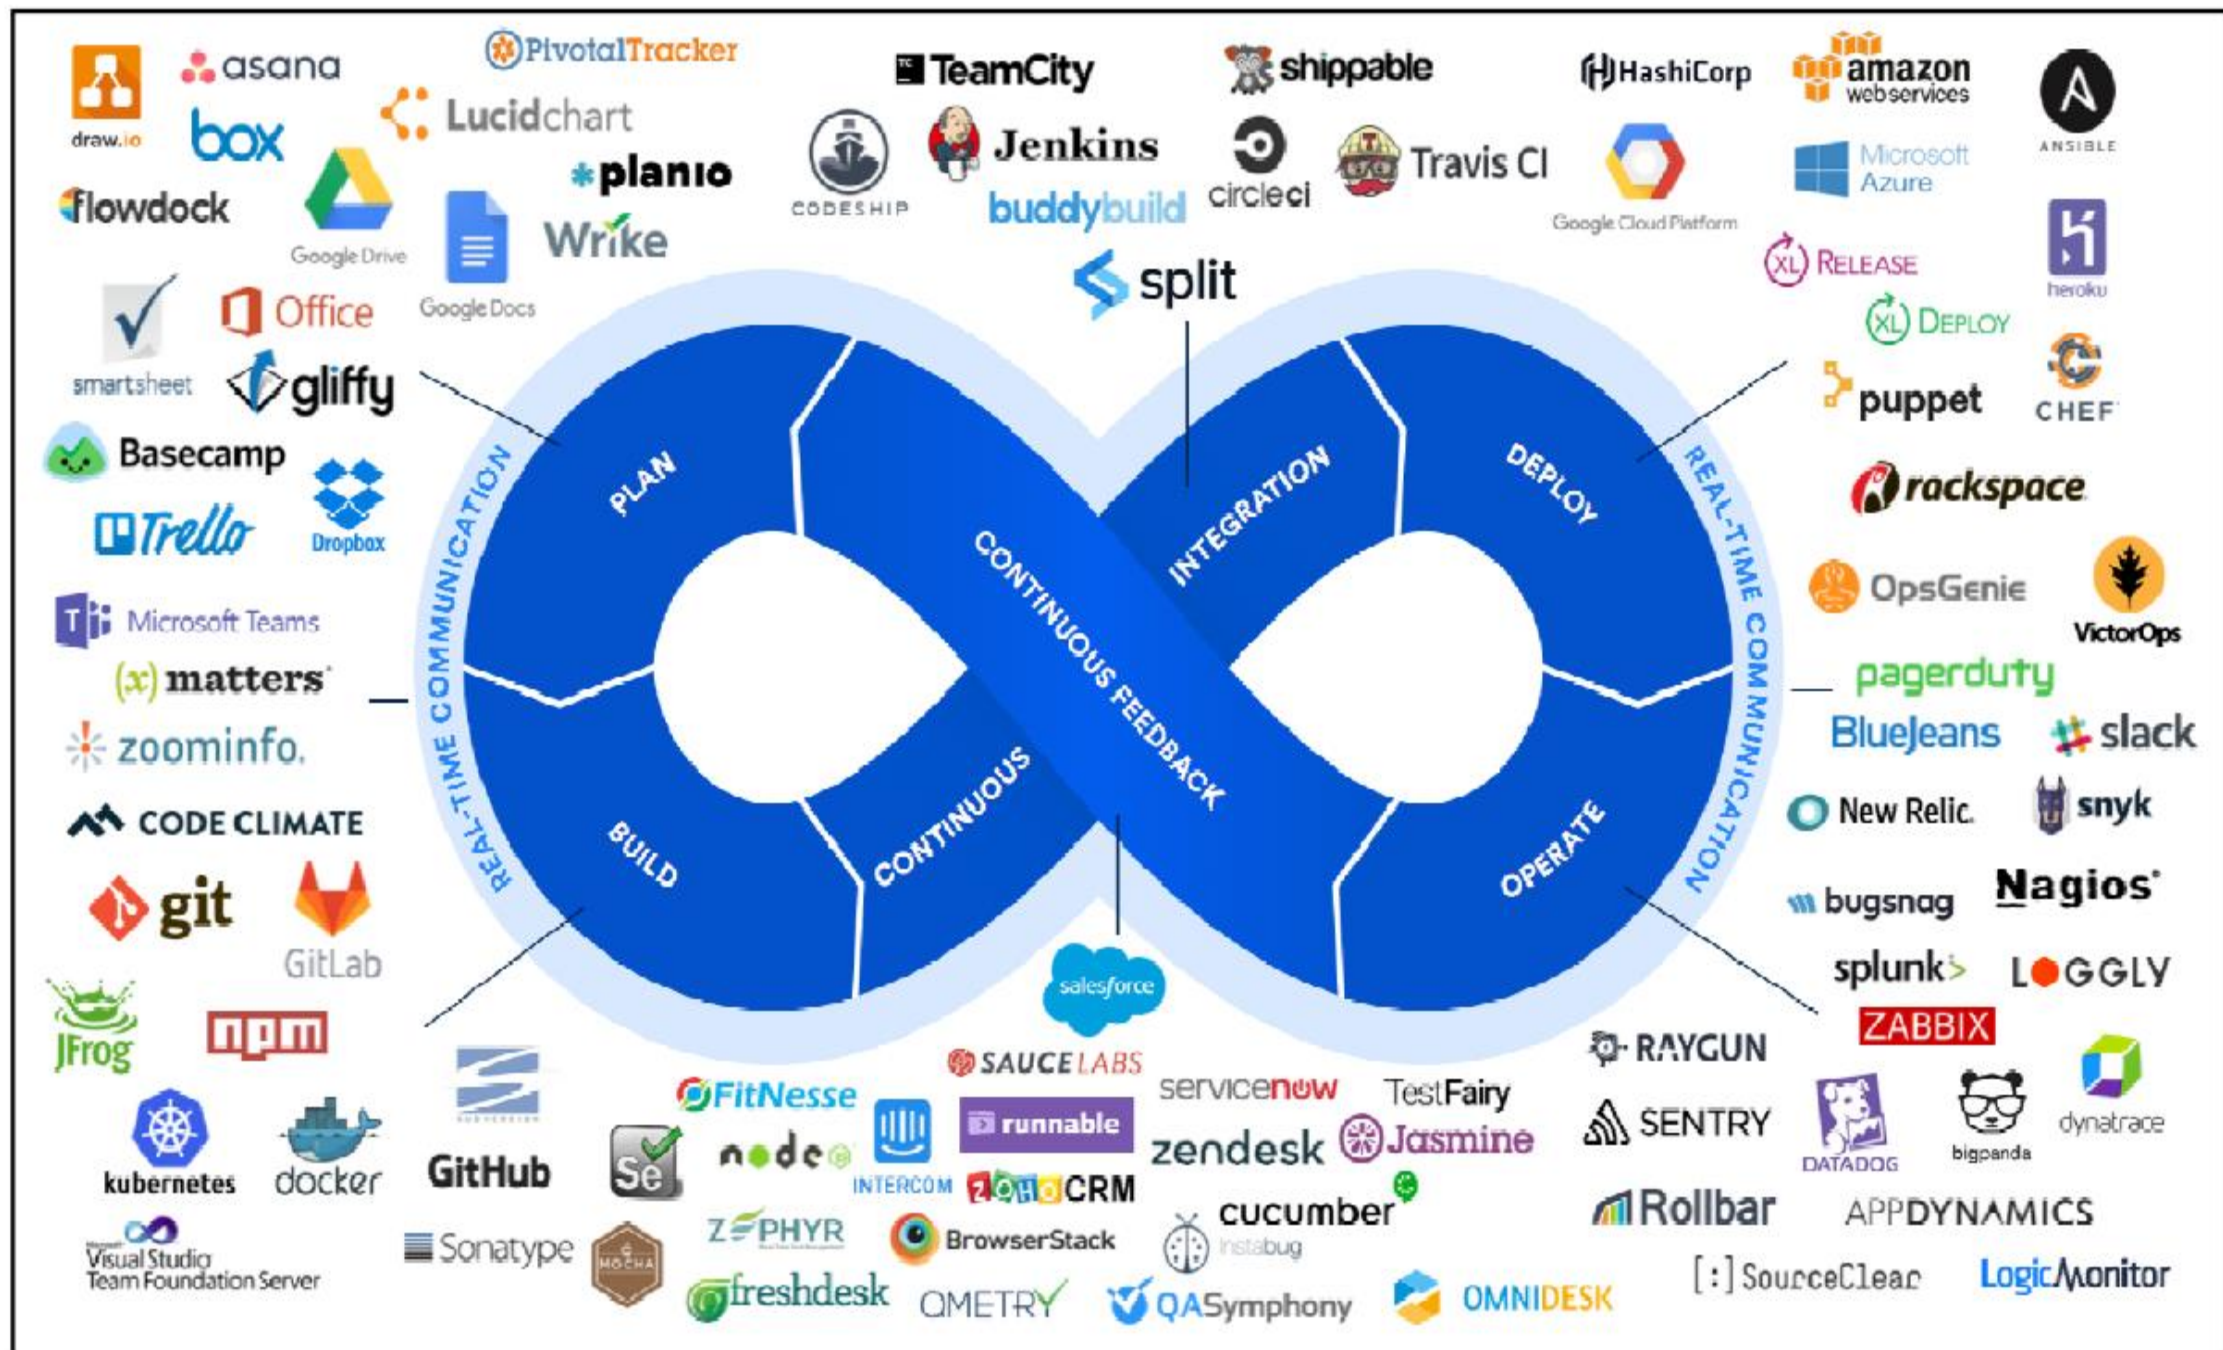 draw.io
asana
box
PivotalTracker
Lucidchart
planio
flowdock
Google Drive
Google Docs
Wrike
smartsheet
Office
gliffy
Basecamp
Trello
Dropbox
TC
TeamCity
shippable
CODESHIP
Jenkins
buddybuild
circleci
Travis CI
split
HashiCorp
amazon
webservices
ANSIBLE
Google Cloud Platform
Microsoft
Azure
heroku
XL RELEASE
XL DEPLOY
puppet
CHEF
rackspace
PLAN
BUILD
CONTINUOUS
INTEGRATION
CONTINUOUS FEEDBACK
DEPLOY
OPERATE
REAL-TIME COMMUNICATION
REAL-TIME COMMUNICATION
T
Microsoft Teams
(x) matters
zoominfo.
OpsGenie
VictorOps
pagerduty
BlueJeans
slack
CODE CLIMATE
git
GitLab
JFrog
npm
kubernetes
docker
GitHub
Microsoft
Visual Studio
Team Foundation Server
Sonatype
New Relic.
snyk
bugsnag
Nagios
splunk>
LOGGLY
ZABBIX
RAYGUN
SENTRY
DATADOG
bigpanda
dynatrace
Rollbar
APPDYNAMICS
[:] SourceClear
LogicMonitor
salesforce
SAUCE LABS
FitNesse
Se
node
INTERCOM
runnable
ZOHO CRM
servicenow
TestFairy
zendesk
Jasmine
cucumber
MOCHA
ZEPHYR
BrowserStack
Instabug
freshdesk
QMETRY
QASymphony
OMNIDESK